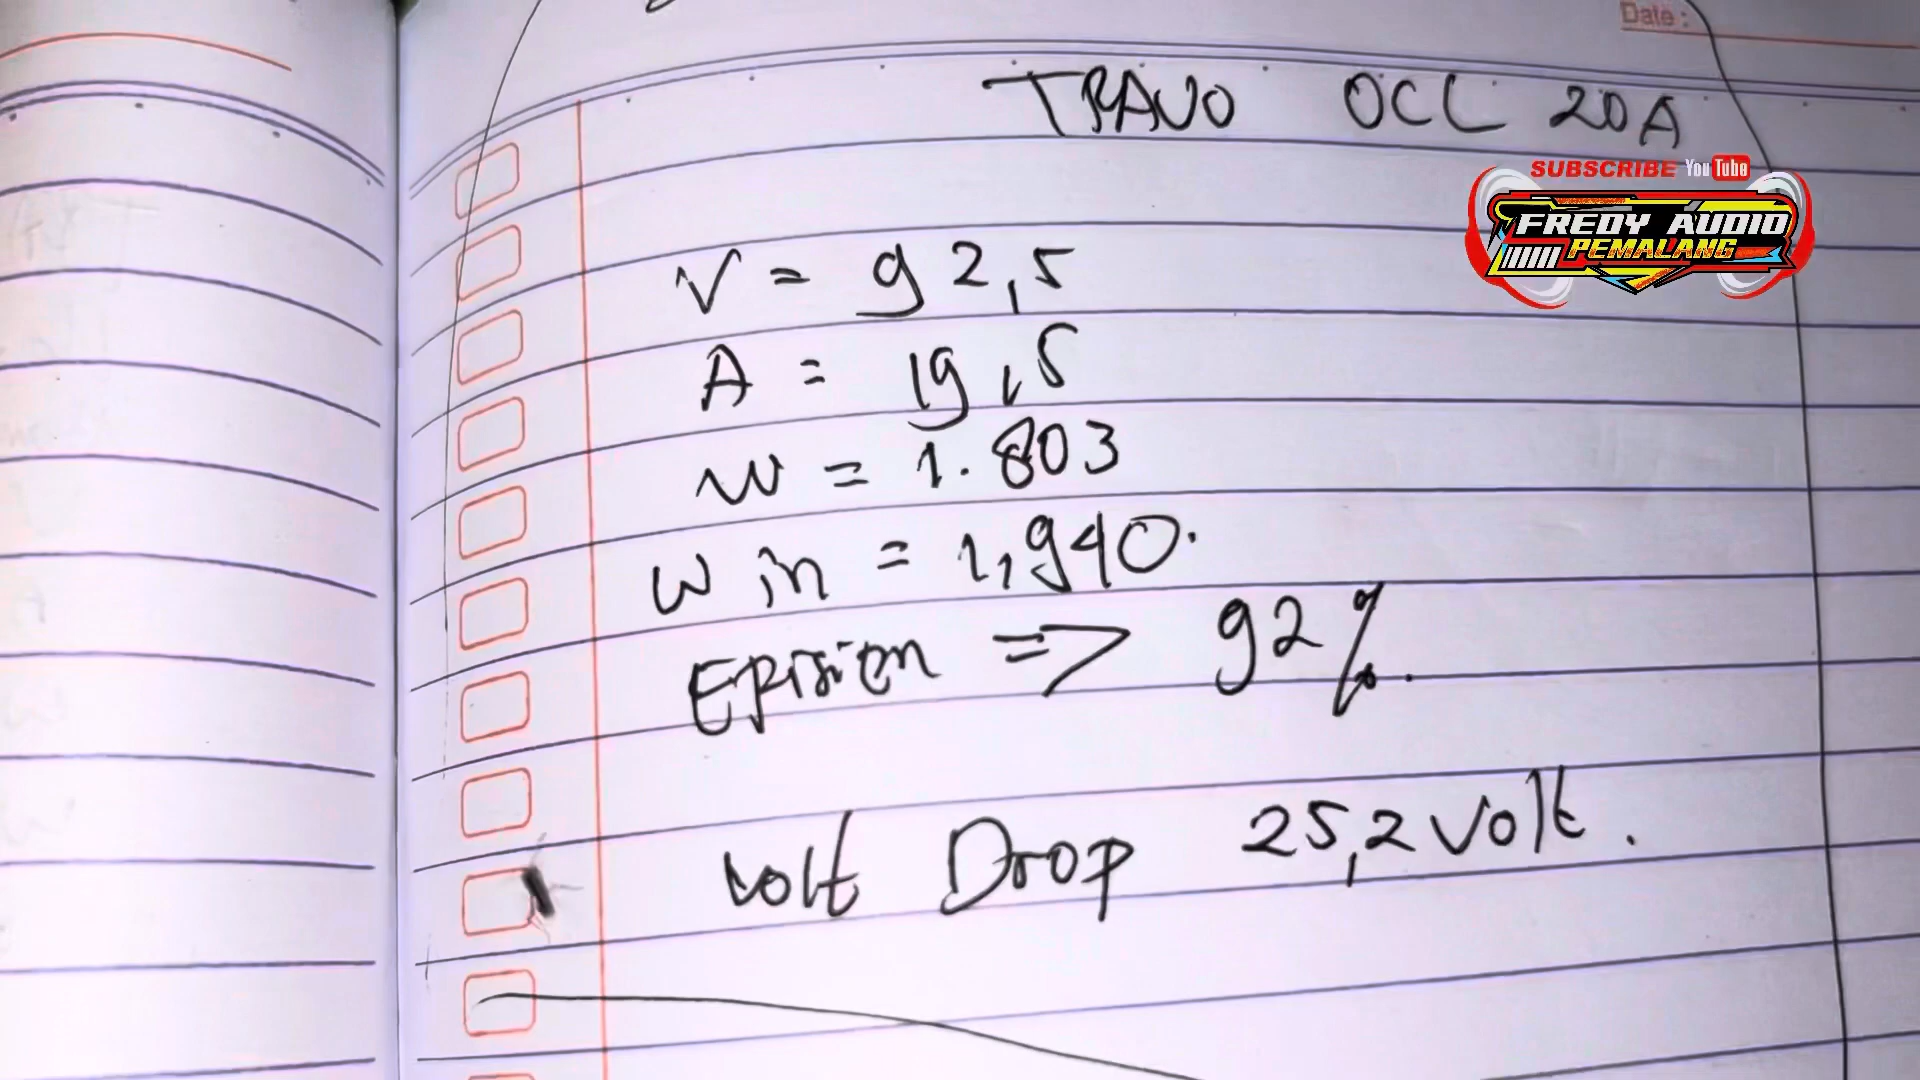 Date :
TRAVO OCL 20A
SUBSCRIBE YouTube
FREDY AUDIO
PEMALANG
V = 92,5
A = 19,5
W = 1.803
W in = 1,940.
EFISIEN => 92%.
Volt Drop 25,2 Volt.